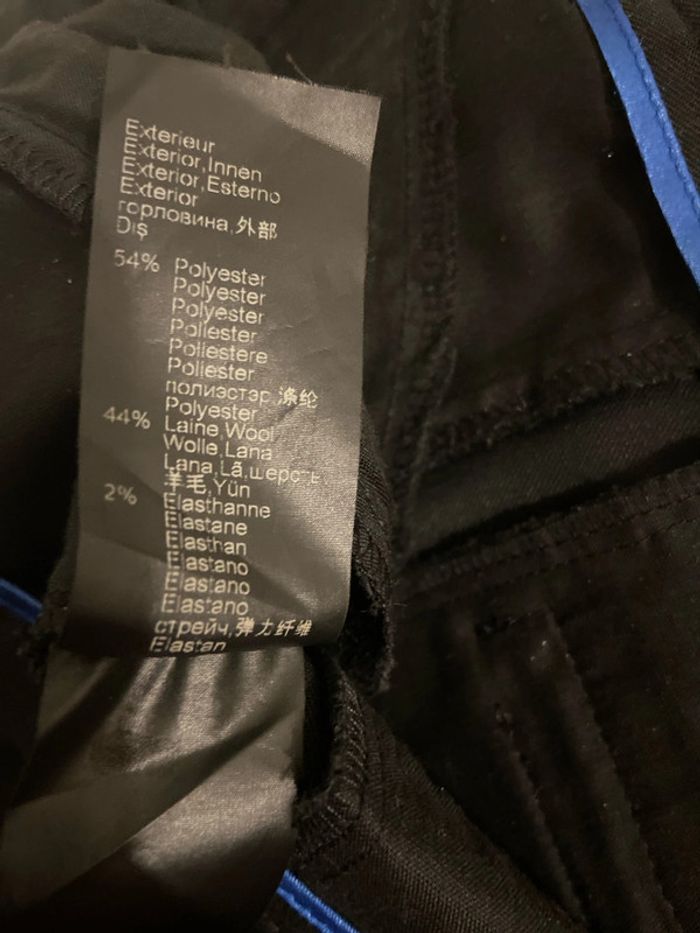 Exterieur
Exterior,Innen
Exterior,Esterno
Exterior
горловина,外部
Dış
54% Polyester
Polyester
Polyester
Poliester
Poliestere
Poliester
полиэстэр,涤纶
Polyester
44% Laine,Wool
Wolle,Lana
Lana,Lã,шерсть
羊毛,Yün
2% Elasthanne
Elastane
Elasthan
Elastano
Elastano
Elastano
стрейч,弹力纤维
Elastan